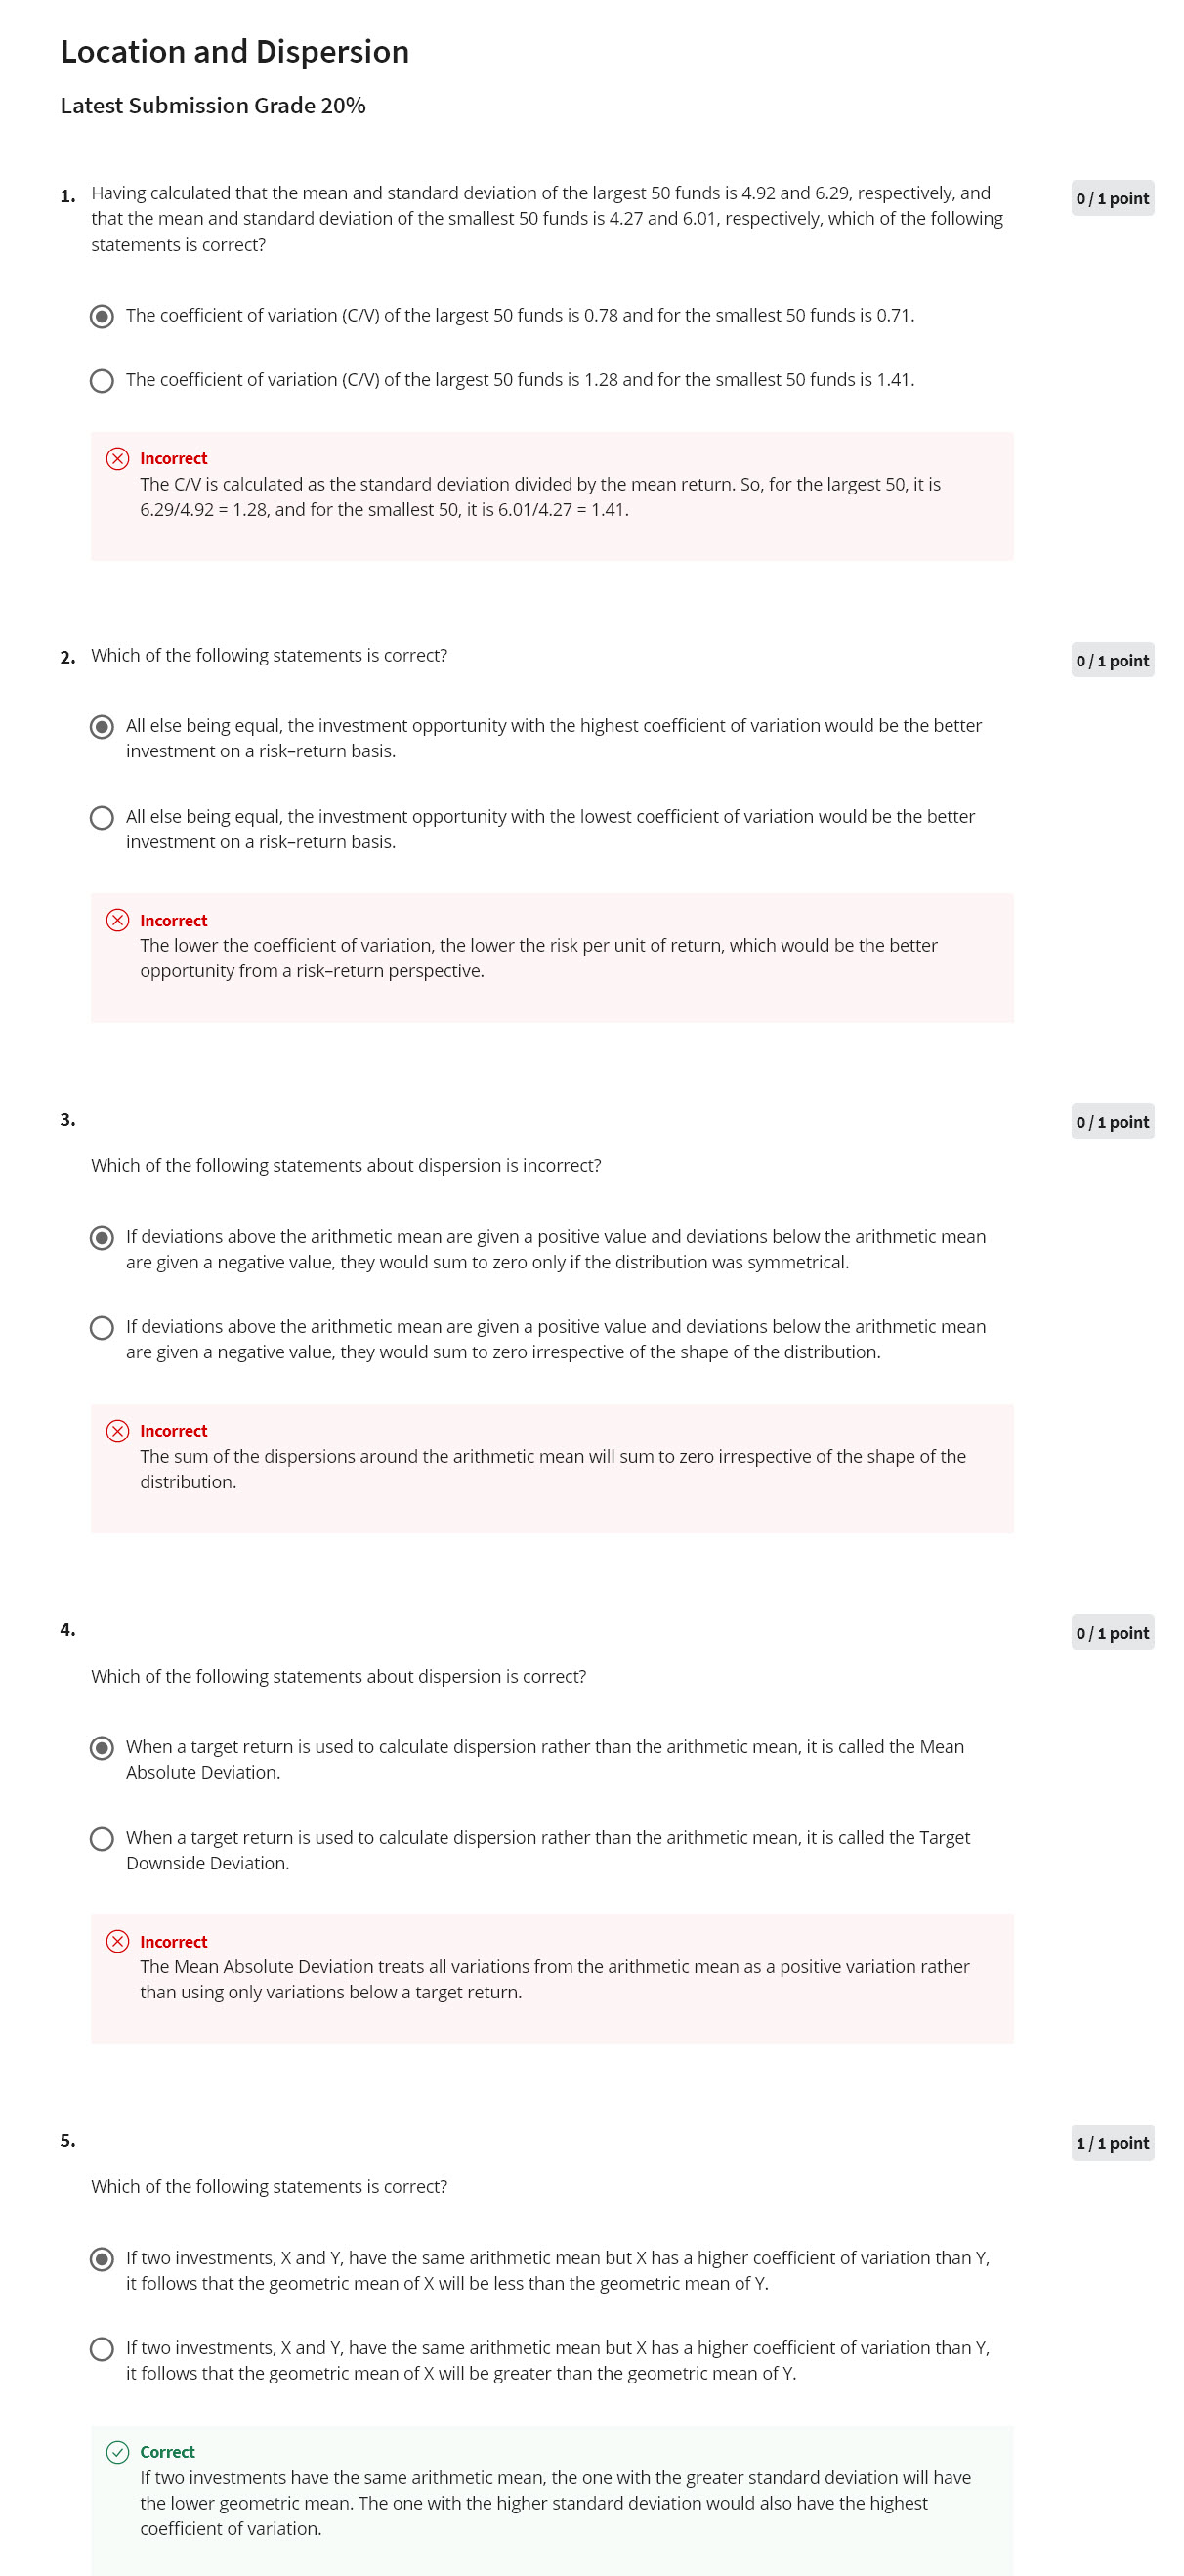 Location and Dispersion
Latest Submission Grade 20%
1. Having calculated that the mean and standard deviation of the largest 50 funds is 4.92 and 6.29, respectively, and
0 / 1 point
that the mean and standard deviation of the smallest 50 funds is 4.27 and 6.01, respectively, which of the following
statements is correct?
The coefficient of variation (C/V) of the largest 50 funds is 0.78 and for the smallest 50 funds is 0.71.
The coefficient of variation (C/V) of the largest 50 funds is 1.28 and for the smallest 50 funds is 1.41.
Incorrect
The C/V is calculated as the standard deviation divided by the mean return. So, for the largest 50, it is
6.29/4.92 = 1.28, and for the smallest 50, it is 6.01/4.27 = 1.41.
2. Which of the following statements is correct?
0 / 1 point
All else being equal, the investment opportunity with the highest coefficient of variation would be the better
investment on a risk–return basis.
All else being equal, the investment opportunity with the lowest coefficient of variation would be the better
investment on a risk–return basis.
Incorrect
The lower the coefficient of variation, the lower the risk per unit of return, which would be the better
opportunity from a risk–return perspective.
3.
0 / 1 point
Which of the following statements about dispersion is incorrect?
If deviations above the arithmetic mean are given a positive value and deviations below the arithmetic mean
are given a negative value, they would sum to zero only if the distribution was symmetrical.
If deviations above the arithmetic mean are given a positive value and deviations below the arithmetic mean
are given a negative value, they would sum to zero irrespective of the shape of the distribution.
Incorrect
The sum of the dispersions around the arithmetic mean will sum to zero irrespective of the shape of the
distribution.
4.
0 / 1 point
Which of the following statements about dispersion is correct?
When a target return is used to calculate dispersion rather than the arithmetic mean, it is called the Mean
Absolute Deviation.
When a target return is used to calculate dispersion rather than the arithmetic mean, it is called the Target
Downside Deviation.
Incorrect
The Mean Absolute Deviation treats all variations from the arithmetic mean as a positive variation rather
than using only variations below a target return.
5.
1 / 1 point
Which of the following statements is correct?
If two investments, X and Y, have the same arithmetic mean but X has a higher coefficient of variation than Y,
it follows that the geometric mean of X will be less than the geometric mean of Y.
If two investments, X and Y, have the same arithmetic mean but X has a higher coefficient of variation than Y,
it follows that the geometric mean of X will be greater than the geometric mean of Y.
Correct
If two investments have the same arithmetic mean, the one with the greater standard deviation will have
the lower geometric mean. The one with the higher standard deviation would also have the highest
coefficient of variation.